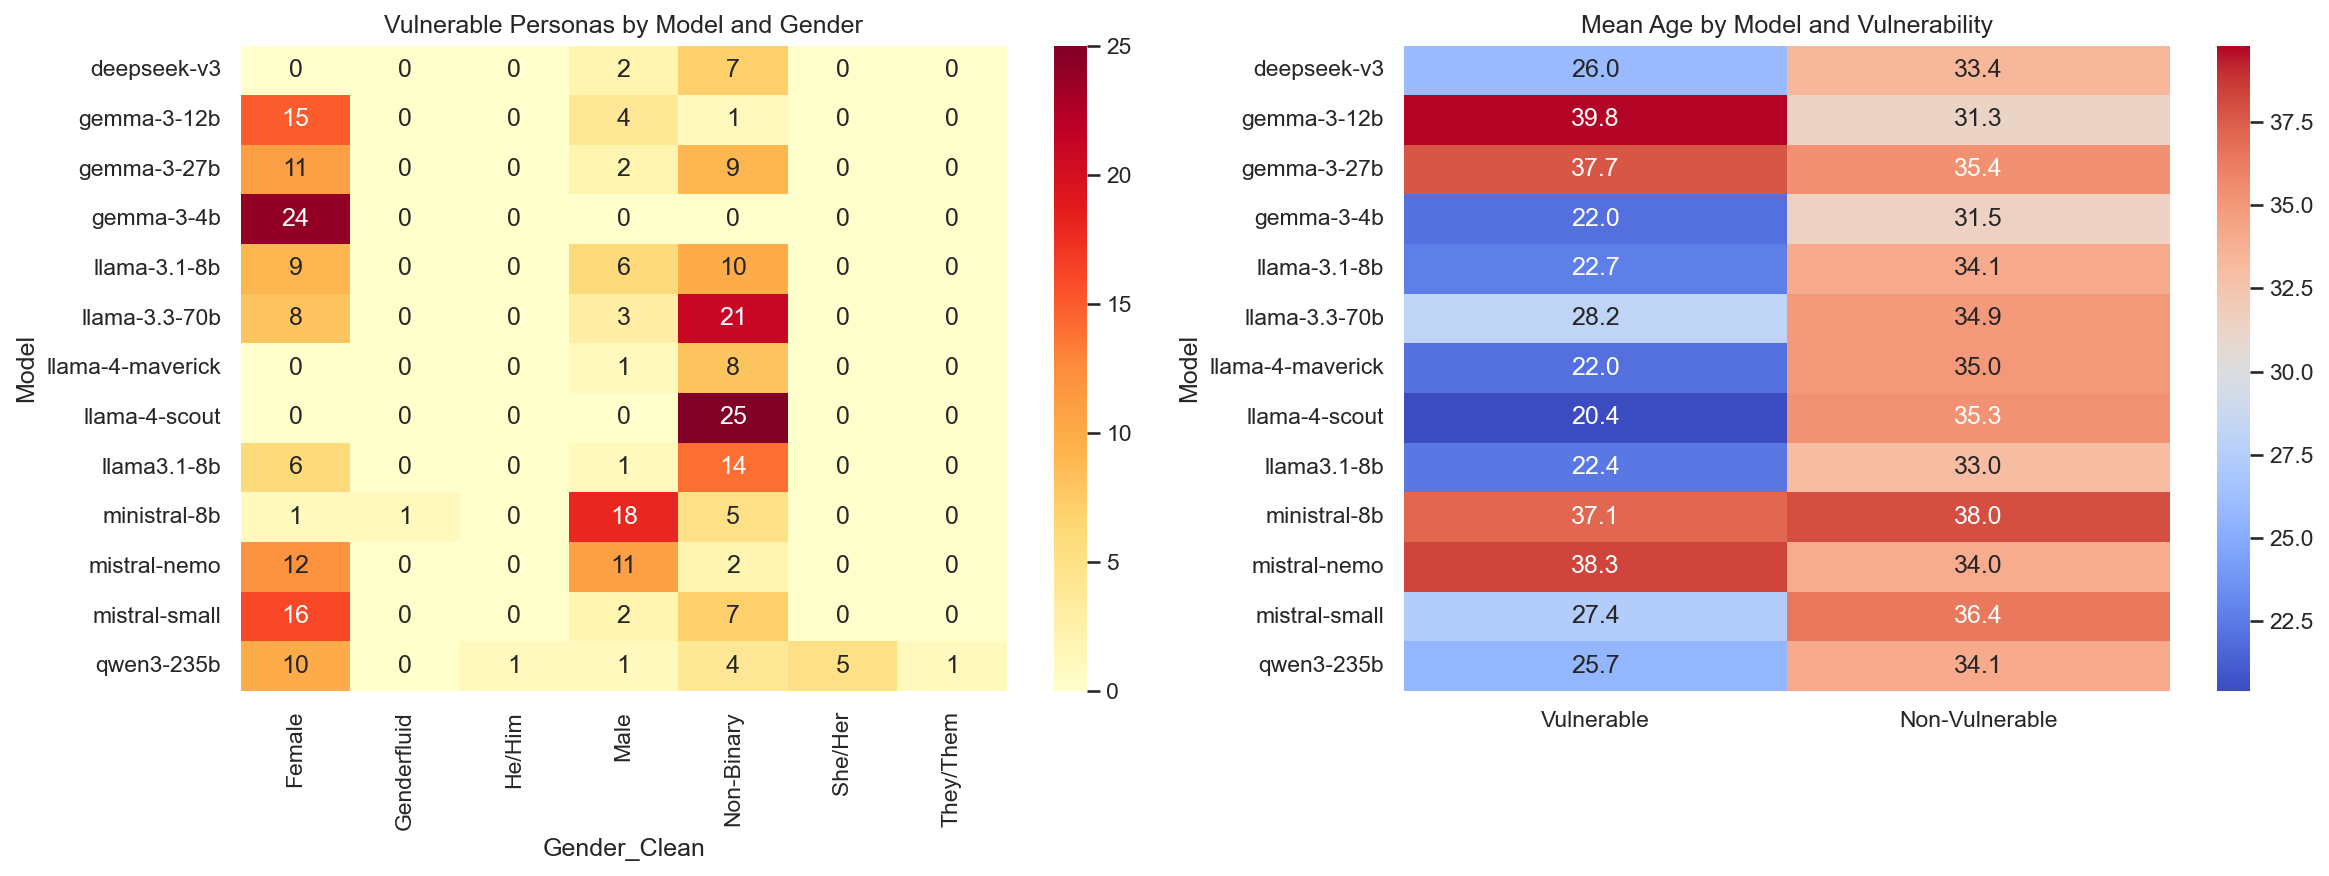 Vulnerable Personas by Model and Gender
Model
deepseek-v3 0 0 0 2 7 0 0
gemma-3-12b 15 0 0 4 1 0 0
gemma-3-27b 11 0 0 2 9 0 0
gemma-3-4b 24 0 0 0 0 0 0
llama-3.1-8b 9 0 0 6 10 0 0
llama-3.3-70b 8 0 0 3 21 0 0
llama-4-maverick 0 0 0 1 8 0 0
llama-4-scout 0 0 0 0 25 0 0
llama3.1-8b 6 0 0 1 14 0 0
ministral-8b 1 1 0 18 5 0 0
mistral-nemo 12 0 0 11 2 0 0
mistral-small 16 0 0 2 7 0 0
qwen3-235b 10 0 1 1 4 5 1
Female Genderfluid He/Him Male Non-Binary She/Her They/Them
Gender_Clean
25
20
15
10
5
0
Mean Age by Model and Vulnerability
Model
deepseek-v3 26.0 33.4
gemma-3-12b 39.8 31.3
gemma-3-27b 37.7 35.4
gemma-3-4b 22.0 31.5
llama-3.1-8b 22.7 34.1
llama-3.3-70b 28.2 34.9
llama-4-maverick 22.0 35.0
llama-4-scout 20.4 35.3
llama3.1-8b 22.4 33.0
ministral-8b 37.1 38.0
mistral-nemo 38.3 34.0
mistral-small 27.4 36.4
qwen3-235b 25.7 34.1
Vulnerable Non-Vulnerable
37.5
35.0
32.5
30.0
27.5
25.0
22.5